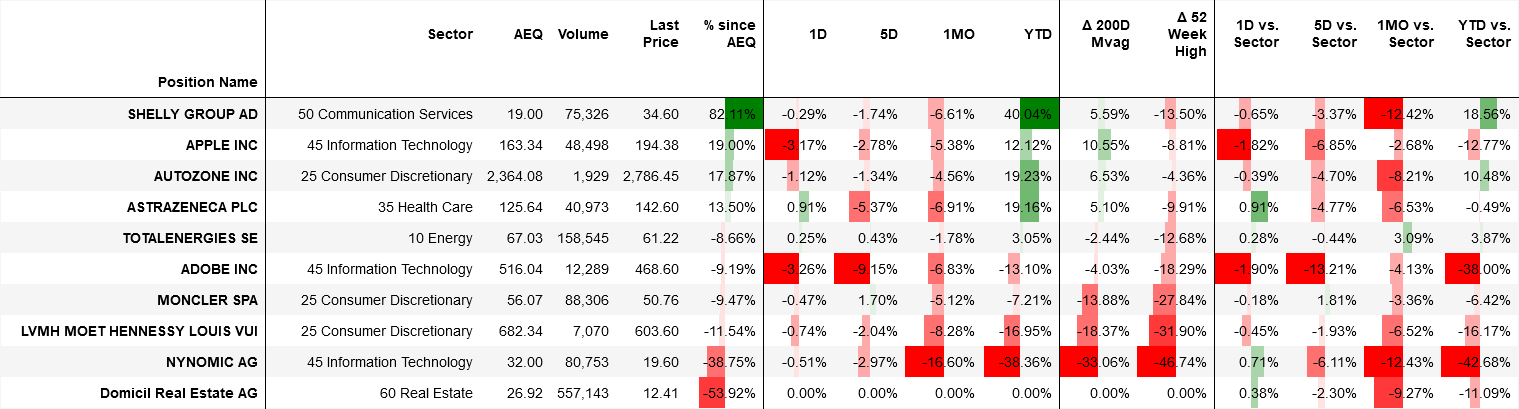 Position Name Sector AEQ Volume Last Price % since AEQ 1D 5D 1MO YTD Δ 200D Mvag Δ 52 Week High 1D vs. Sector 5D vs. Sector 1MO vs. Sector YTD vs. Sector
SHELLY GROUP AD 50 Communication Services 19.00 75,326 34.60 82.11% -0.29% -1.74% -6.61% 40.04% 5.59% -13.50% -0.65% -3.37% -12.42% 18.56%
APPLE INC 45 Information Technology 163.34 48,498 194.38 19.00% -3.17% -2.78% -5.38% 12.12% 10.55% -8.81% -1.82% -6.85% -2.68% -12.77%
AUTOZONE INC 25 Consumer Discretionary 2,364.08 1,929 2,786.45 17.87% -1.12% -1.34% -4.56% 19.23% 6.53% -4.36% -0.39% -4.70% -8.21% 10.48%
ASTRAZENECA PLC 35 Health Care 125.64 40,973 142.60 13.50% 0.91% -5.37% -6.91% 19.16% 5.10% -9.91% 0.91% -4.77% -6.53% -0.49%
TOTALENERGIES SE 10 Energy 67.03 158,545 61.22 -8.66% 0.25% 0.43% -1.78% 3.05% -2.44% -12.68% 0.28% -0.44% 3.09% 3.87%
ADOBE INC 45 Information Technology 516.04 12,289 468.60 -9.19% -3.26% -9.15% -6.83% -13.10% -4.03% -18.29% -1.90% -13.21% -4.13% -38.00%
MONCLER SPA 25 Consumer Discretionary 56.07 88,306 50.76 -9.47% -0.47% 1.70% -5.12% -7.21% -13.88% -27.84% -0.18% 1.81% -3.36% -6.42%
LVMH MOET HENNESSY LOUIS VUI 25 Consumer Discretionary 682.34 7,070 603.60 -11.54% -0.74% -2.04% -8.28% -16.95% -18.37% -31.90% -0.45% -1.93% -6.52% -16.17%
NYNOMIC AG 45 Information Technology 32.00 80,753 19.60 -38.75% -0.51% -2.97% -16.60% -38.36% -33.06% -46.74% 0.71% -6.11% -12.43% -42.68%
Domicil Real Estate AG 60 Real Estate 26.92 557,143 12.41 -53.92% 0.00% 0.00% 0.00% 0.00% 0.00% 0.00% 0.38% -2.30% -9.27% -11.09%